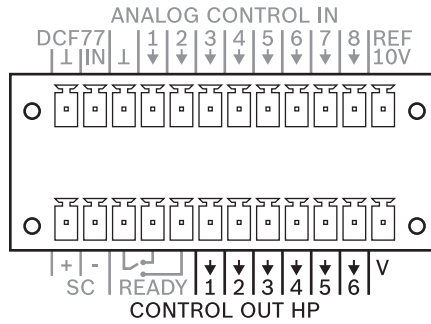 ANALOG CONTROL IN
DCF77 1 2 3 4 5 6 7 8 REF
⊥ IN ⊥ ↓ ↓ ↓ ↓ ↓ ↓ ↓ ↓ 10V
+ - ↓ ↓ ↓ ↓ ↓ ↓ V
SC READY 1 2 3 4 5 6
CONTROL OUT HP